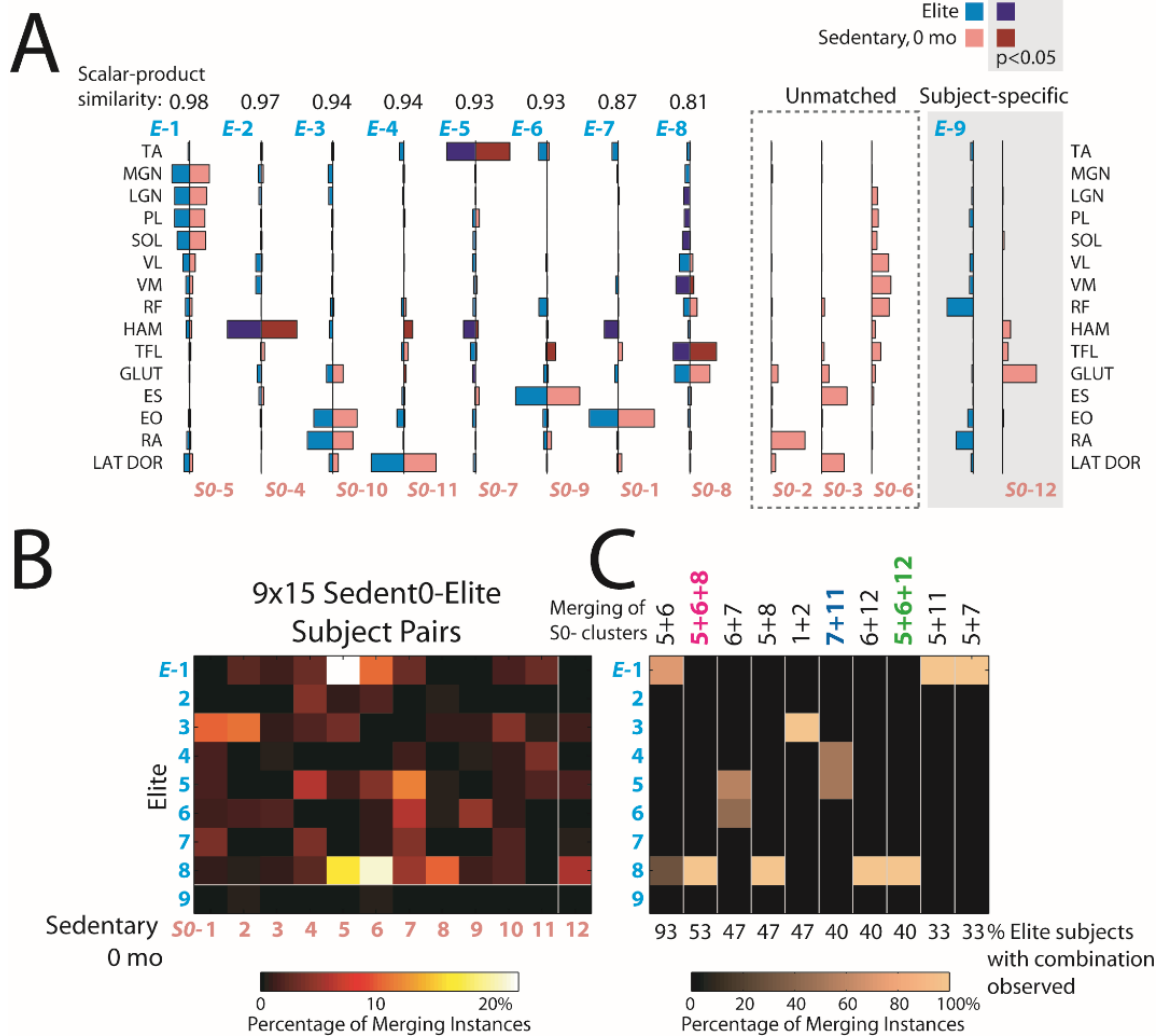 A
Elite
Sedentary, 0 mo
p<0.05
Scalar-product
similarity: 0.98 0.97 0.94 0.94 0.93 0.93 0.87 0.81
Unmatched Subject-specific
E-1 E-2 E-3 E-4 E-5 E-6 E-7 E-8 E-9
TA TA
MGN MGN
LGN LGN
PL PL
SOL SOL
VL VL
VM VM
RF RF
HAM HAM
TFL TFL
GLUT GLUT
ES ES
EO EO
RA RA
LAT DOR LAT DOR
S0-5 S0-4 S0-10 S0-11 S0-7 S0-9 S0-1 S0-8 S0-2 S0-3 S0-6 S0-12
B
9x15 Sedent0-Elite
Subject Pairs
Elite
E-1
2
3
4
5
6
7
8
9
Sedentary
0 mo
S0-1 2 3 4 5 6 7 8 9 10 11 12
0 10 20%
Percentage of Merging Instances
C
Merging of
S0- clusters
5+6 5+6+8 6+7 5+8 1+2 7+11 6+12 5+6+12 5+11 5+7
E-1
2
3
4
5
6
7
8
9
93 53 47 47 47 40 40 40 33 33 % Elite subjects
with combination
observed
0 20 40 60 80 100%
Percentage of Merging Instances